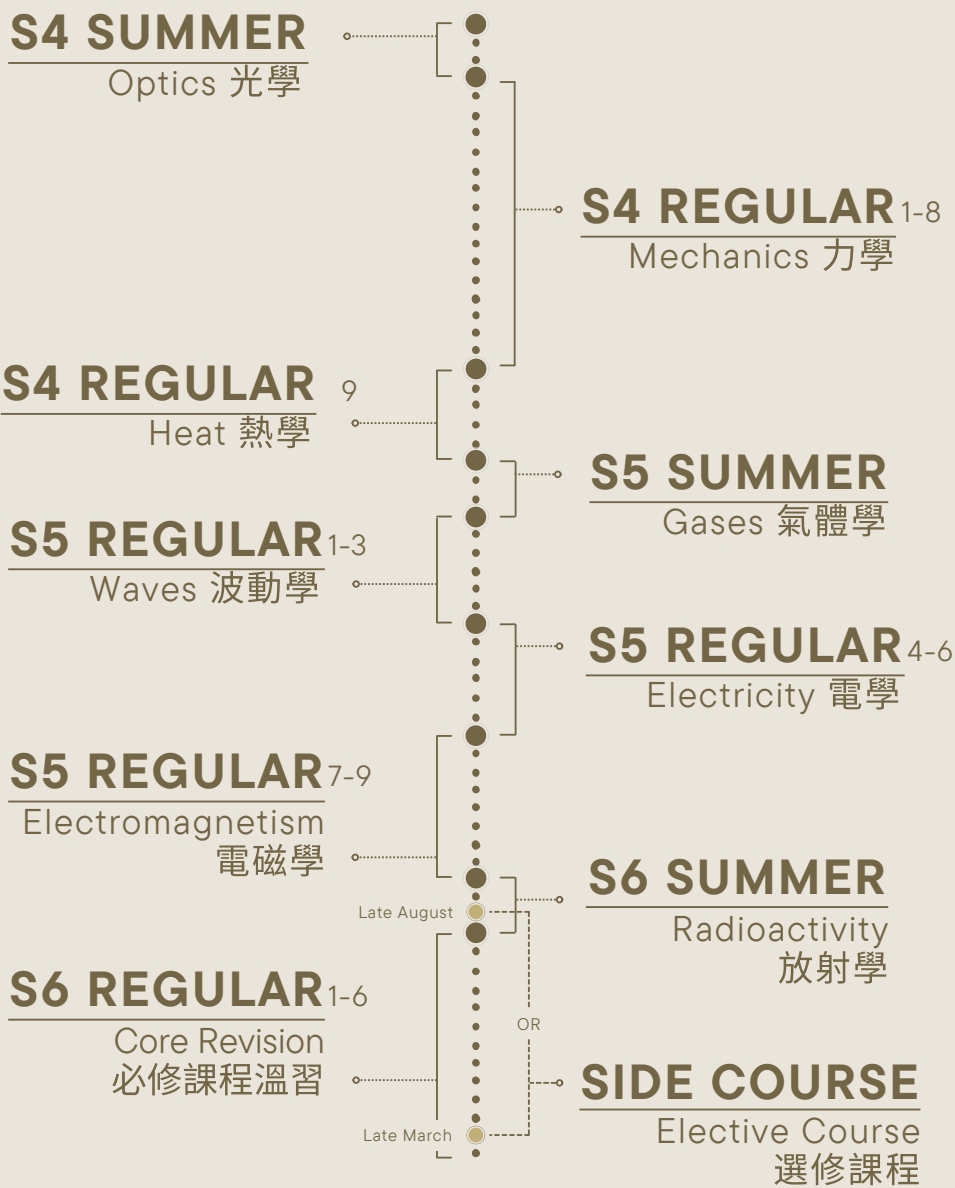 S4 SUMMER
Optics 光學
S4 REGULAR 1-8
Mechanics 力學
S4 REGULAR 9
Heat 熱學
S5 SUMMER
Gases 氣體學
S5 REGULAR 1-3
Waves 波動學
S5 REGULAR 4-6
Electricity 電學
S5 REGULAR 7-9
Electromagnetism
電磁學
S6 SUMMER
Radioactivity
放射學
Late August
S6 REGULAR 1-6
Core Revision
必修課程溫習
OR
SIDE COURSE
Elective Course
選修課程
Late March